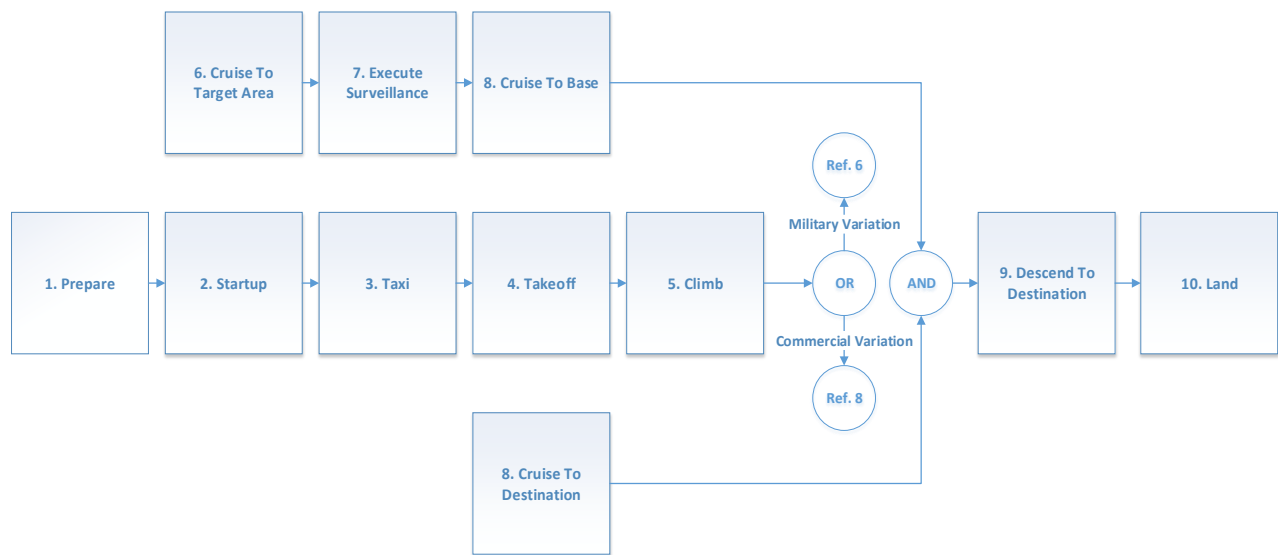 6. Cruise To
Target Area
7. Execute
Surveillance
8. Cruise To Base
Ref. 6
Military Variation
1. Prepare
2. Startup
3. Taxi
4. Takeoff
5. Climb
OR
AND
9. Descend To
Destination
10. Land
Commercial Variation
Ref. 8
8. Cruise To
Destination